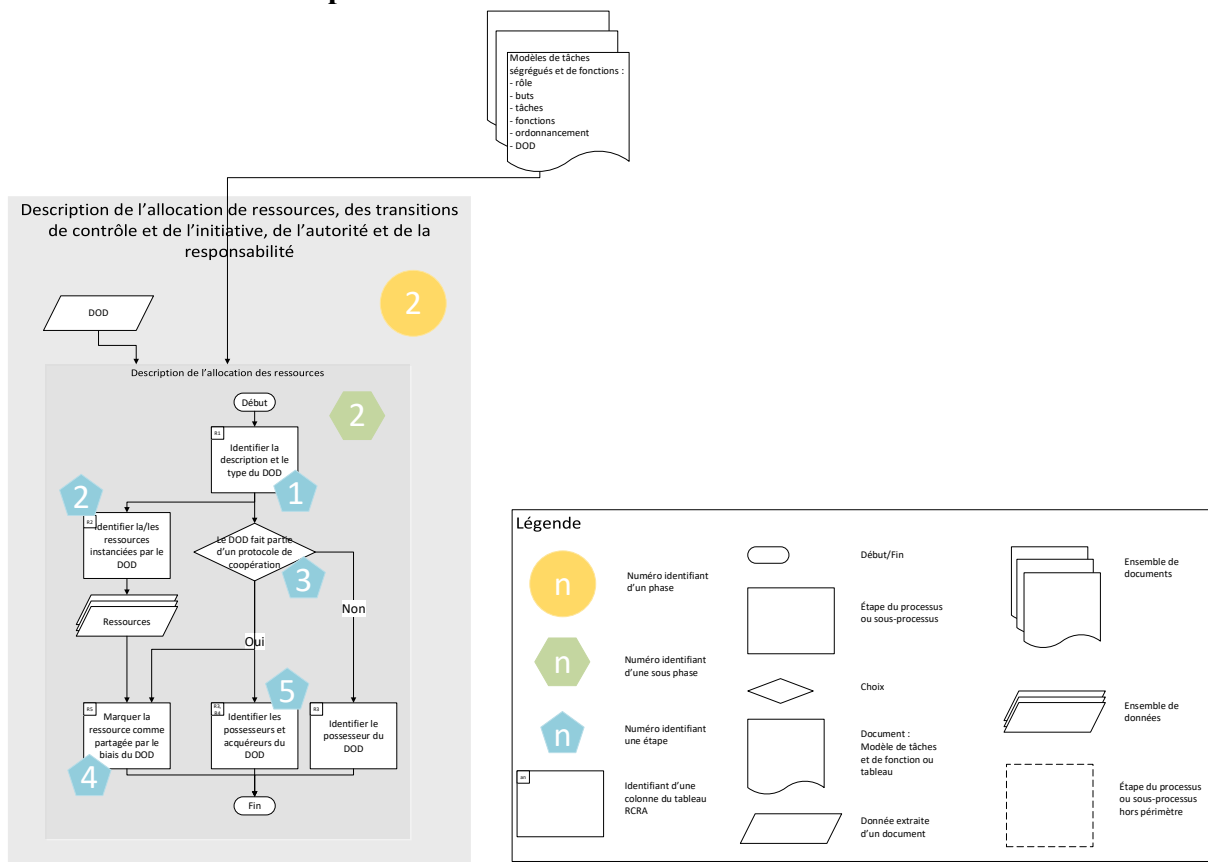 Modèles de tâches
ségrégués et de fonctions :
- rôle
- buts
- tâches
- fonctions
- ordonnancement
- DOD
Description de l'allocation de ressources, des transitions
de contrôle et de l'initiative, de l'autorité et de la
responsabilité
2
DOD
Description de l'allocation des ressources
Début
2
R1
Identifier la
description et le
type du DOD
1
2
R2
Identifier la/les
ressources
instanciées par le
DOD
Le DOD fait partie
d'un protocole de
coopération
3
Ressources
Non
Oui
5
R5
Marquer la
ressource comme
partagée par le
biais du DOD
4
R3,
R4
Identifier les
possesseurs et
acquéreurs du
DOD
R3
Identifier le
possesseur du
DOD
Fin
Légende
n
Numéro identifiant
d'un phase
n
Numéro identifiant
d'une sous phase
n
Numéro identifiant
une étape
an
Identifiant d'une
colonne du tableau
RCRA
Début/Fin
Étape du processus
ou sous-processus
Choix
Document :
Modèle de tâches
et de fonction ou
tableau
Donnée extraite
d'un document
Ensemble de
documents
Ensemble de
données
Étape du processus
ou sous-processus
hors périmètre